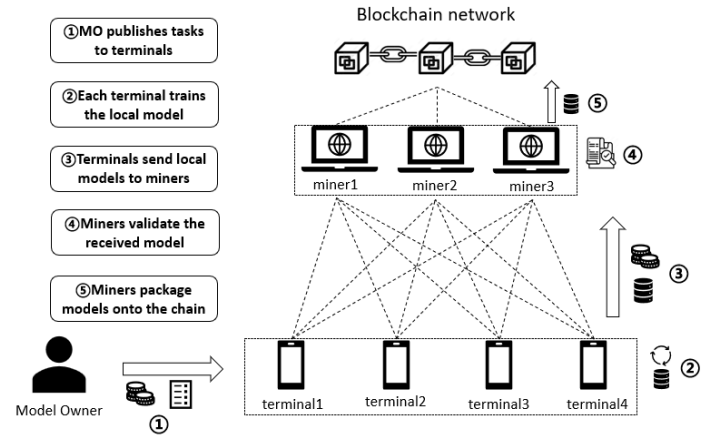 Blockchain network
①MO publishes tasks
to terminals
②Each terminal trains
the local model
③Terminals send local
models to miners
④Miners validate the
received model
⑤Miners package
models onto the chain
⑤
④
miner1 miner2 miner3
③
②
terminal1 terminal2 terminal3 terminal4
Model Owner
①